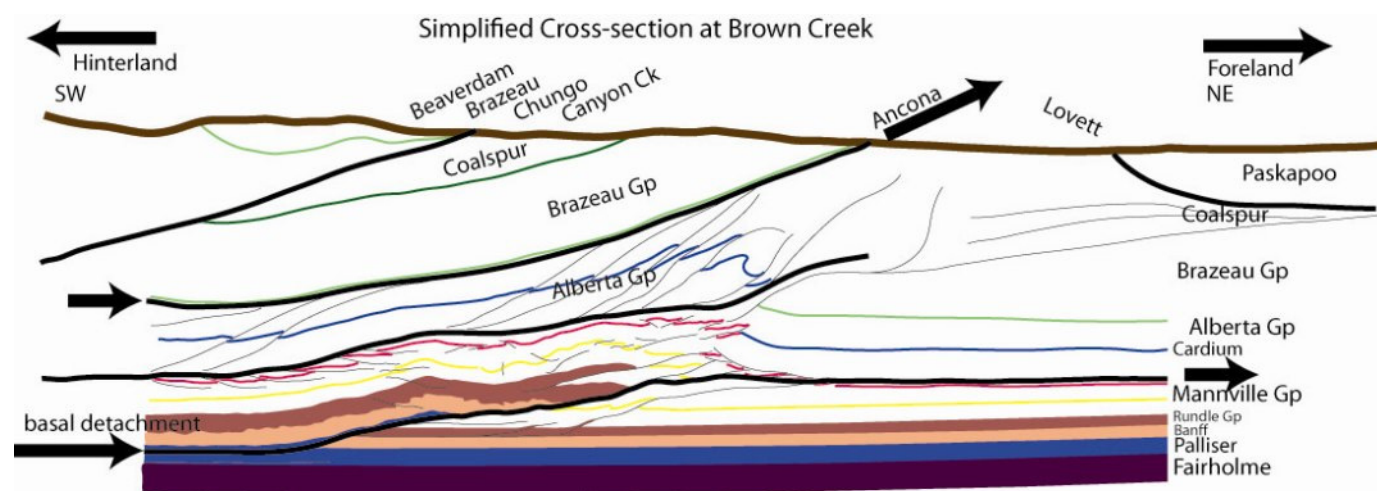 Simplified Cross-section at Brown Creek
Hinterland
SW
Foreland
NE
Beaverdam
Brazeau
Chungo
Canyon Ck
Ancona
Lovett
Coalspur
Brazeau Gp
Alberta Gp
Paskapoo
Coalspur
Brazeau Gp
Alberta Gp
Cardium
Mannville Gp
Rundle Gp
Banff
Palliser
Fairholme
basal detachment